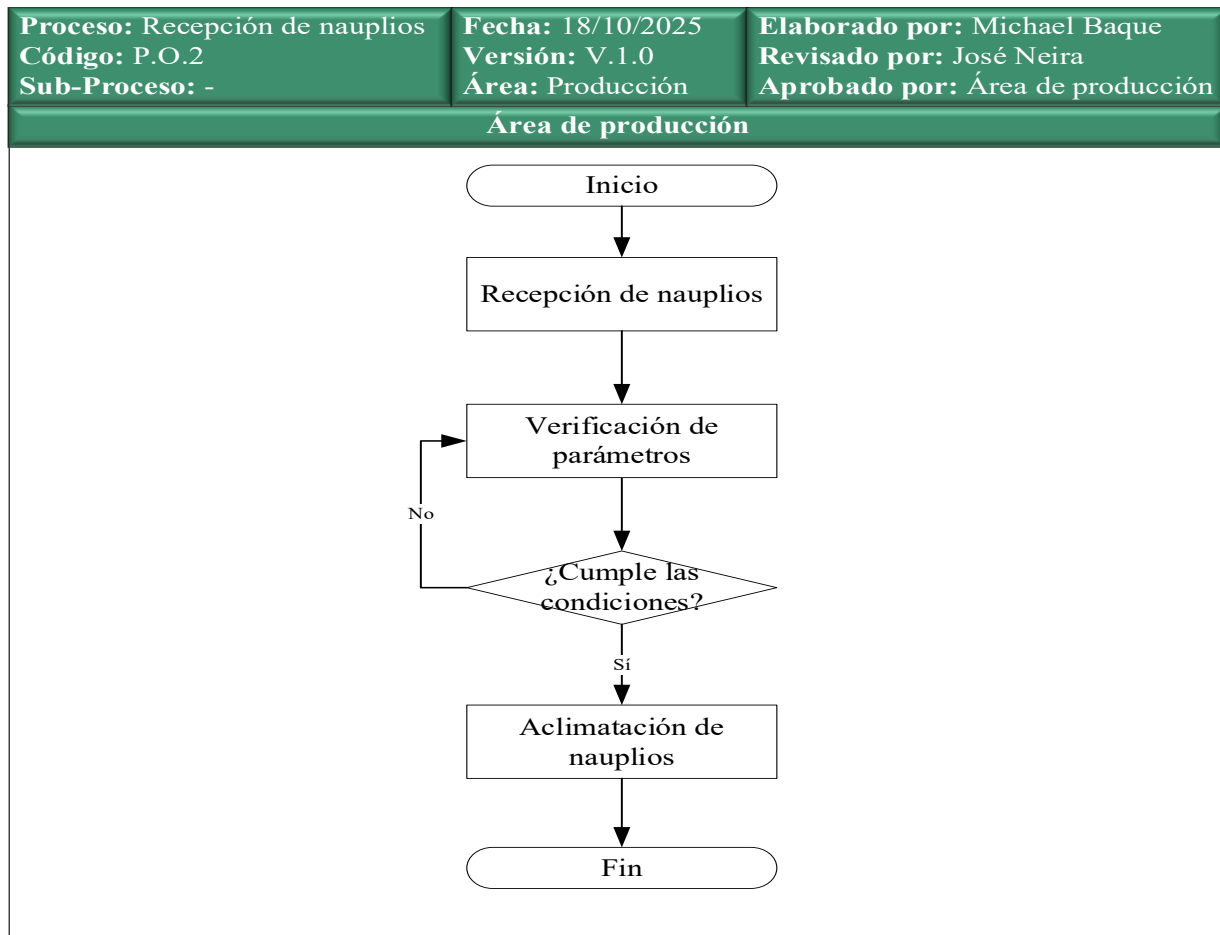 Proceso: Recepción de nauplios
Código: P.O.2
Sub-Proceso: -
Fecha: 18/10/2025
Versión: V.1.0
Área: Producción
Elaborado por: Michael Baque
Revisado por: José Neira
Aprobado por: Área de producción
Área de producción
Inicio
Recepción de nauplios
Verificación de
parámetros
No
¿Cumple las
condiciones?
Sí
Aclimatación de
nauplios
Fin